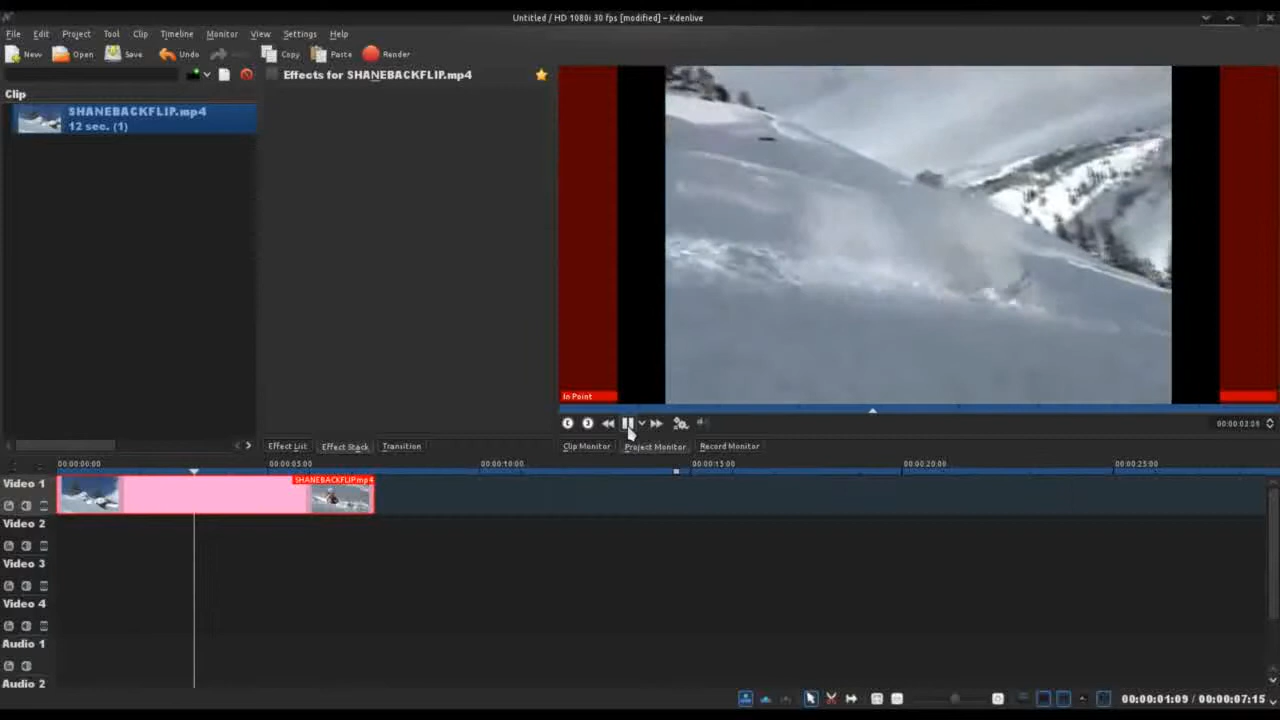 Untitled / HD 1080i 30 fps [modified] – Kdenlive
File Edit Project Tool Clip Timeline Monitor View Settings Help
New Open Save Undo Copy Paste Render
Effects for SHANEBACKFLIP.mp4
Clip
SHANEBACKFLIP.mp4
12 sec. (1)
In Point
00:00:03:09
Effect List Effect Stack Transition Clip Monitor Project Monitor Record Monitor
00:00:00:00 00:00:05:00 00:00:10:00 00:00:15:00 00:00:20:00 00:00:25:00
Video 1
SHANEBACKFLIP.mp4
Video 2
Video 3
Video 4
Audio 1
Audio 2
00:00:01:09 / 00:00:07:15